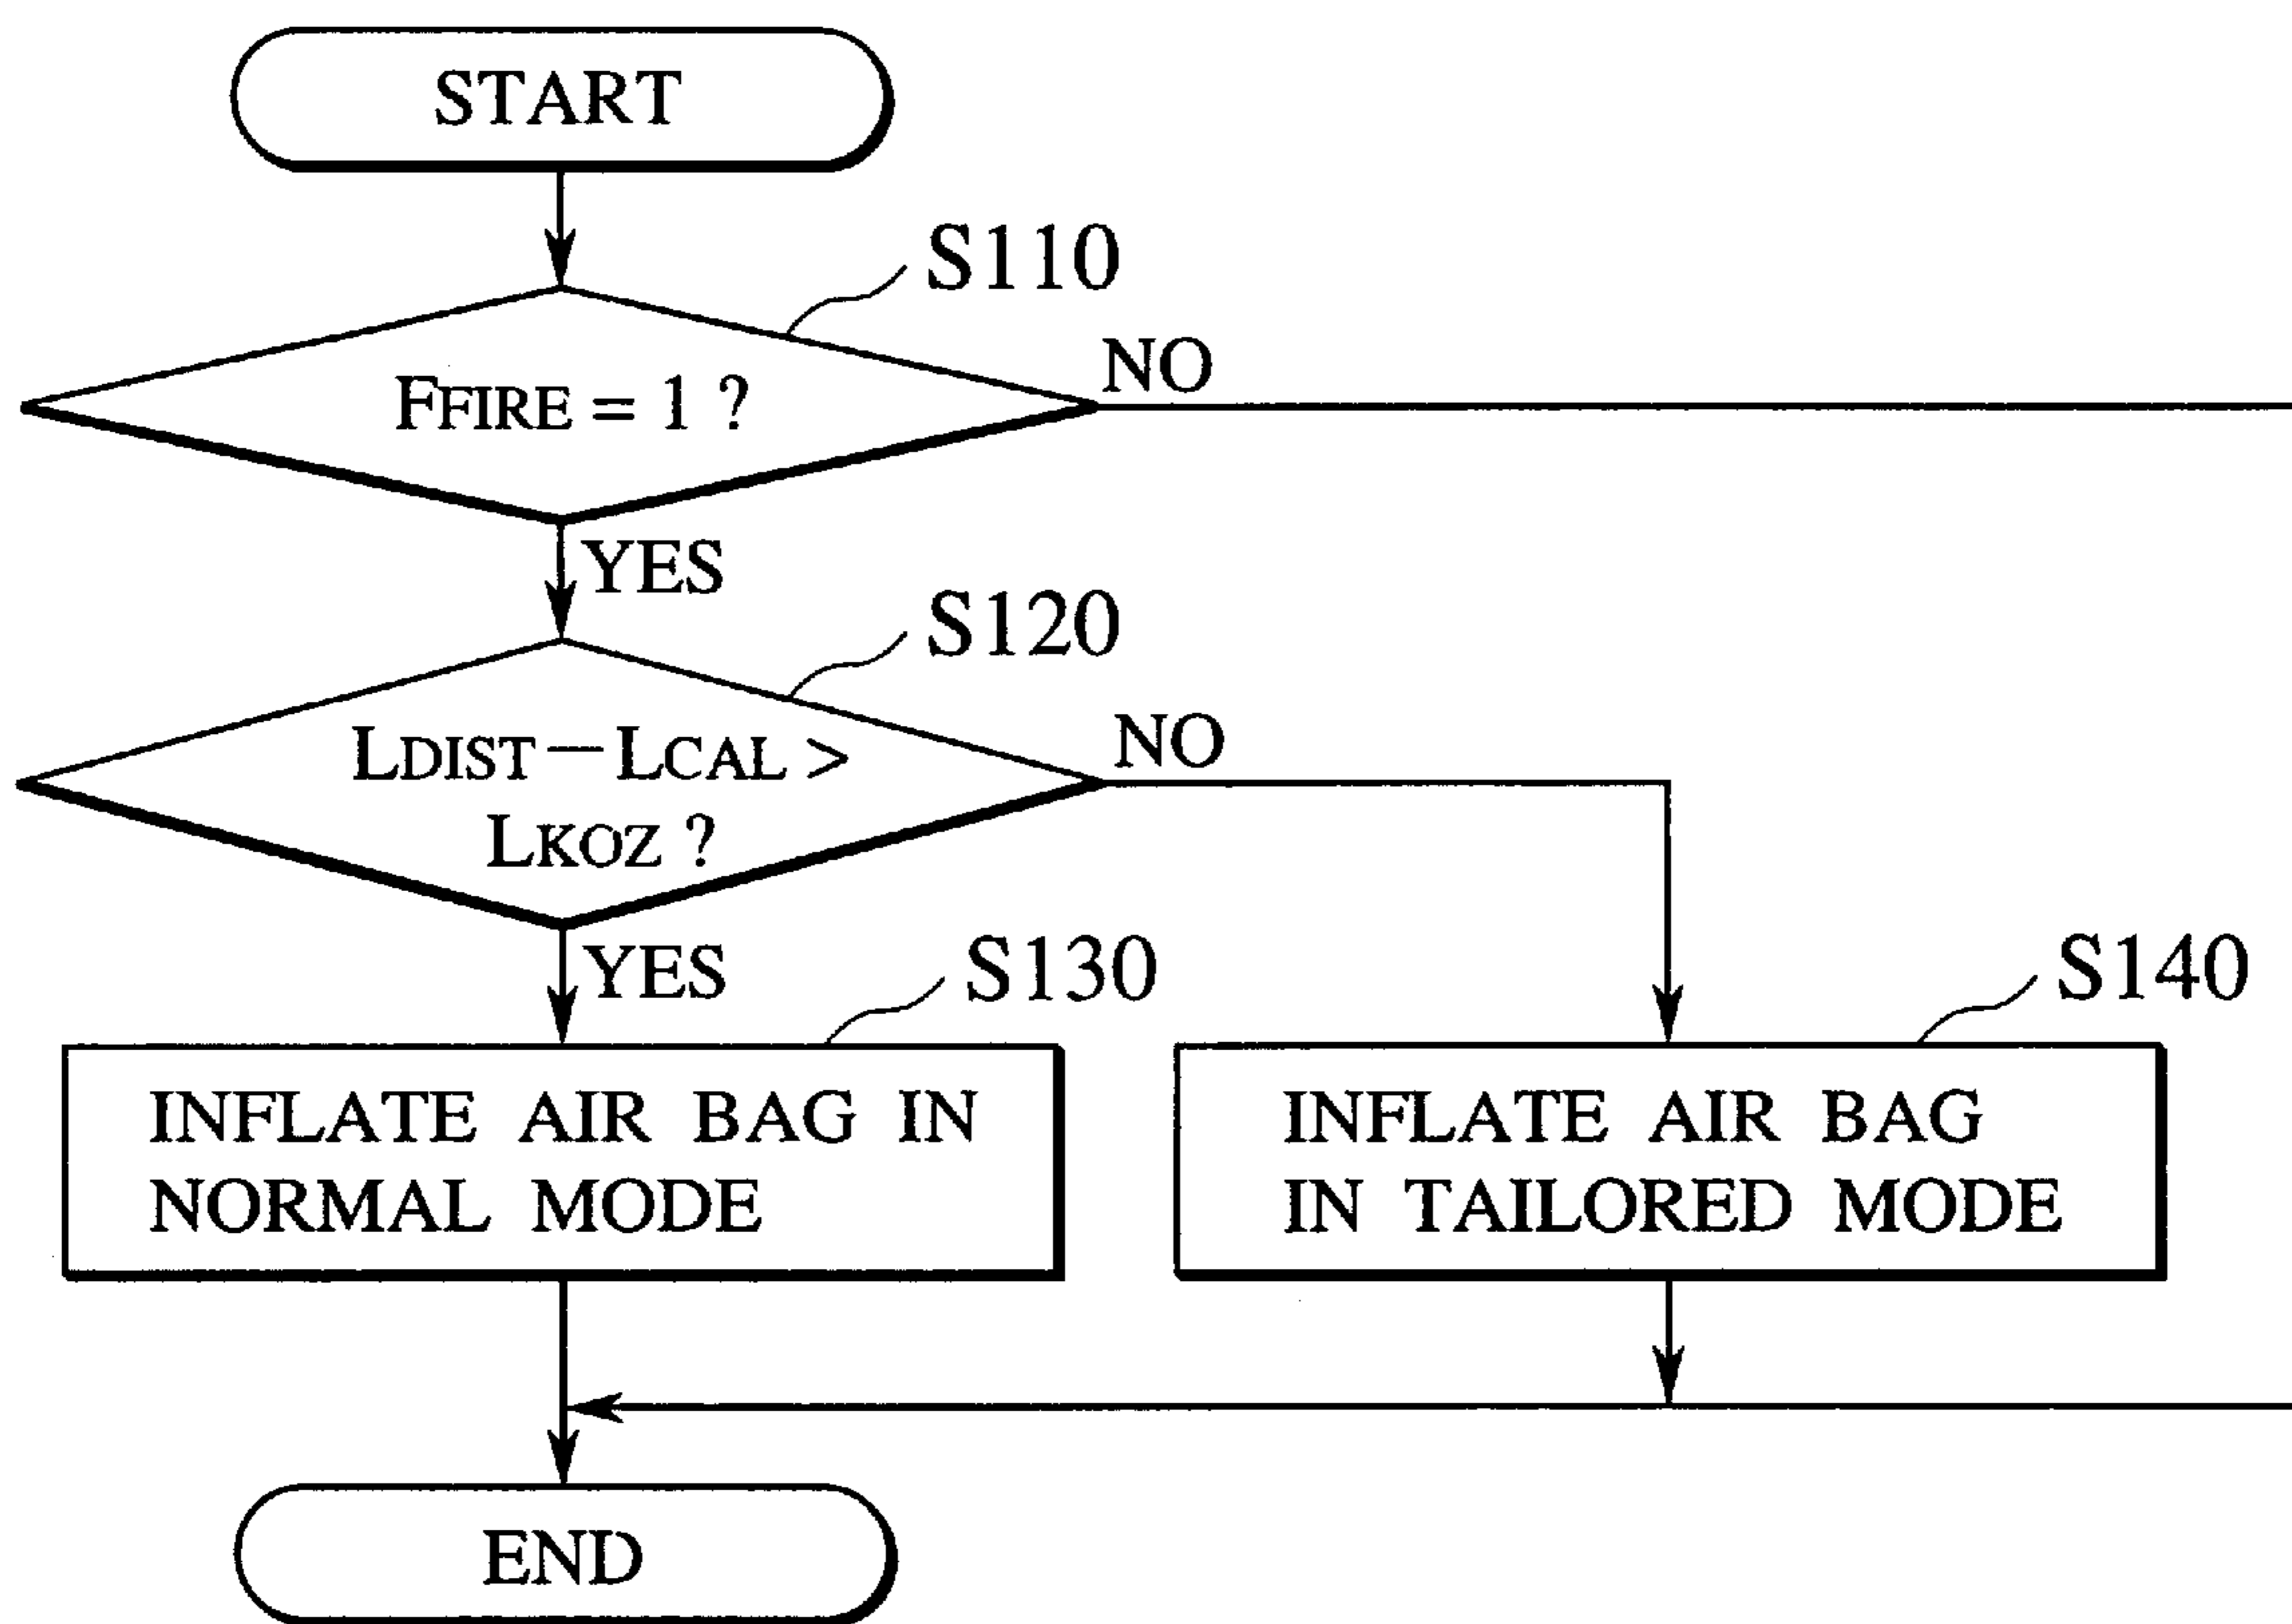 START
S110
FFIRE = 1 ?
NO
YES
S120
LDIST − LCAL >
LKOZ ?
NO
YES
S130
S140
INFLATE AIR BAG IN
NORMAL MODE
INFLATE AIR BAG
IN TAILORED MODE
END